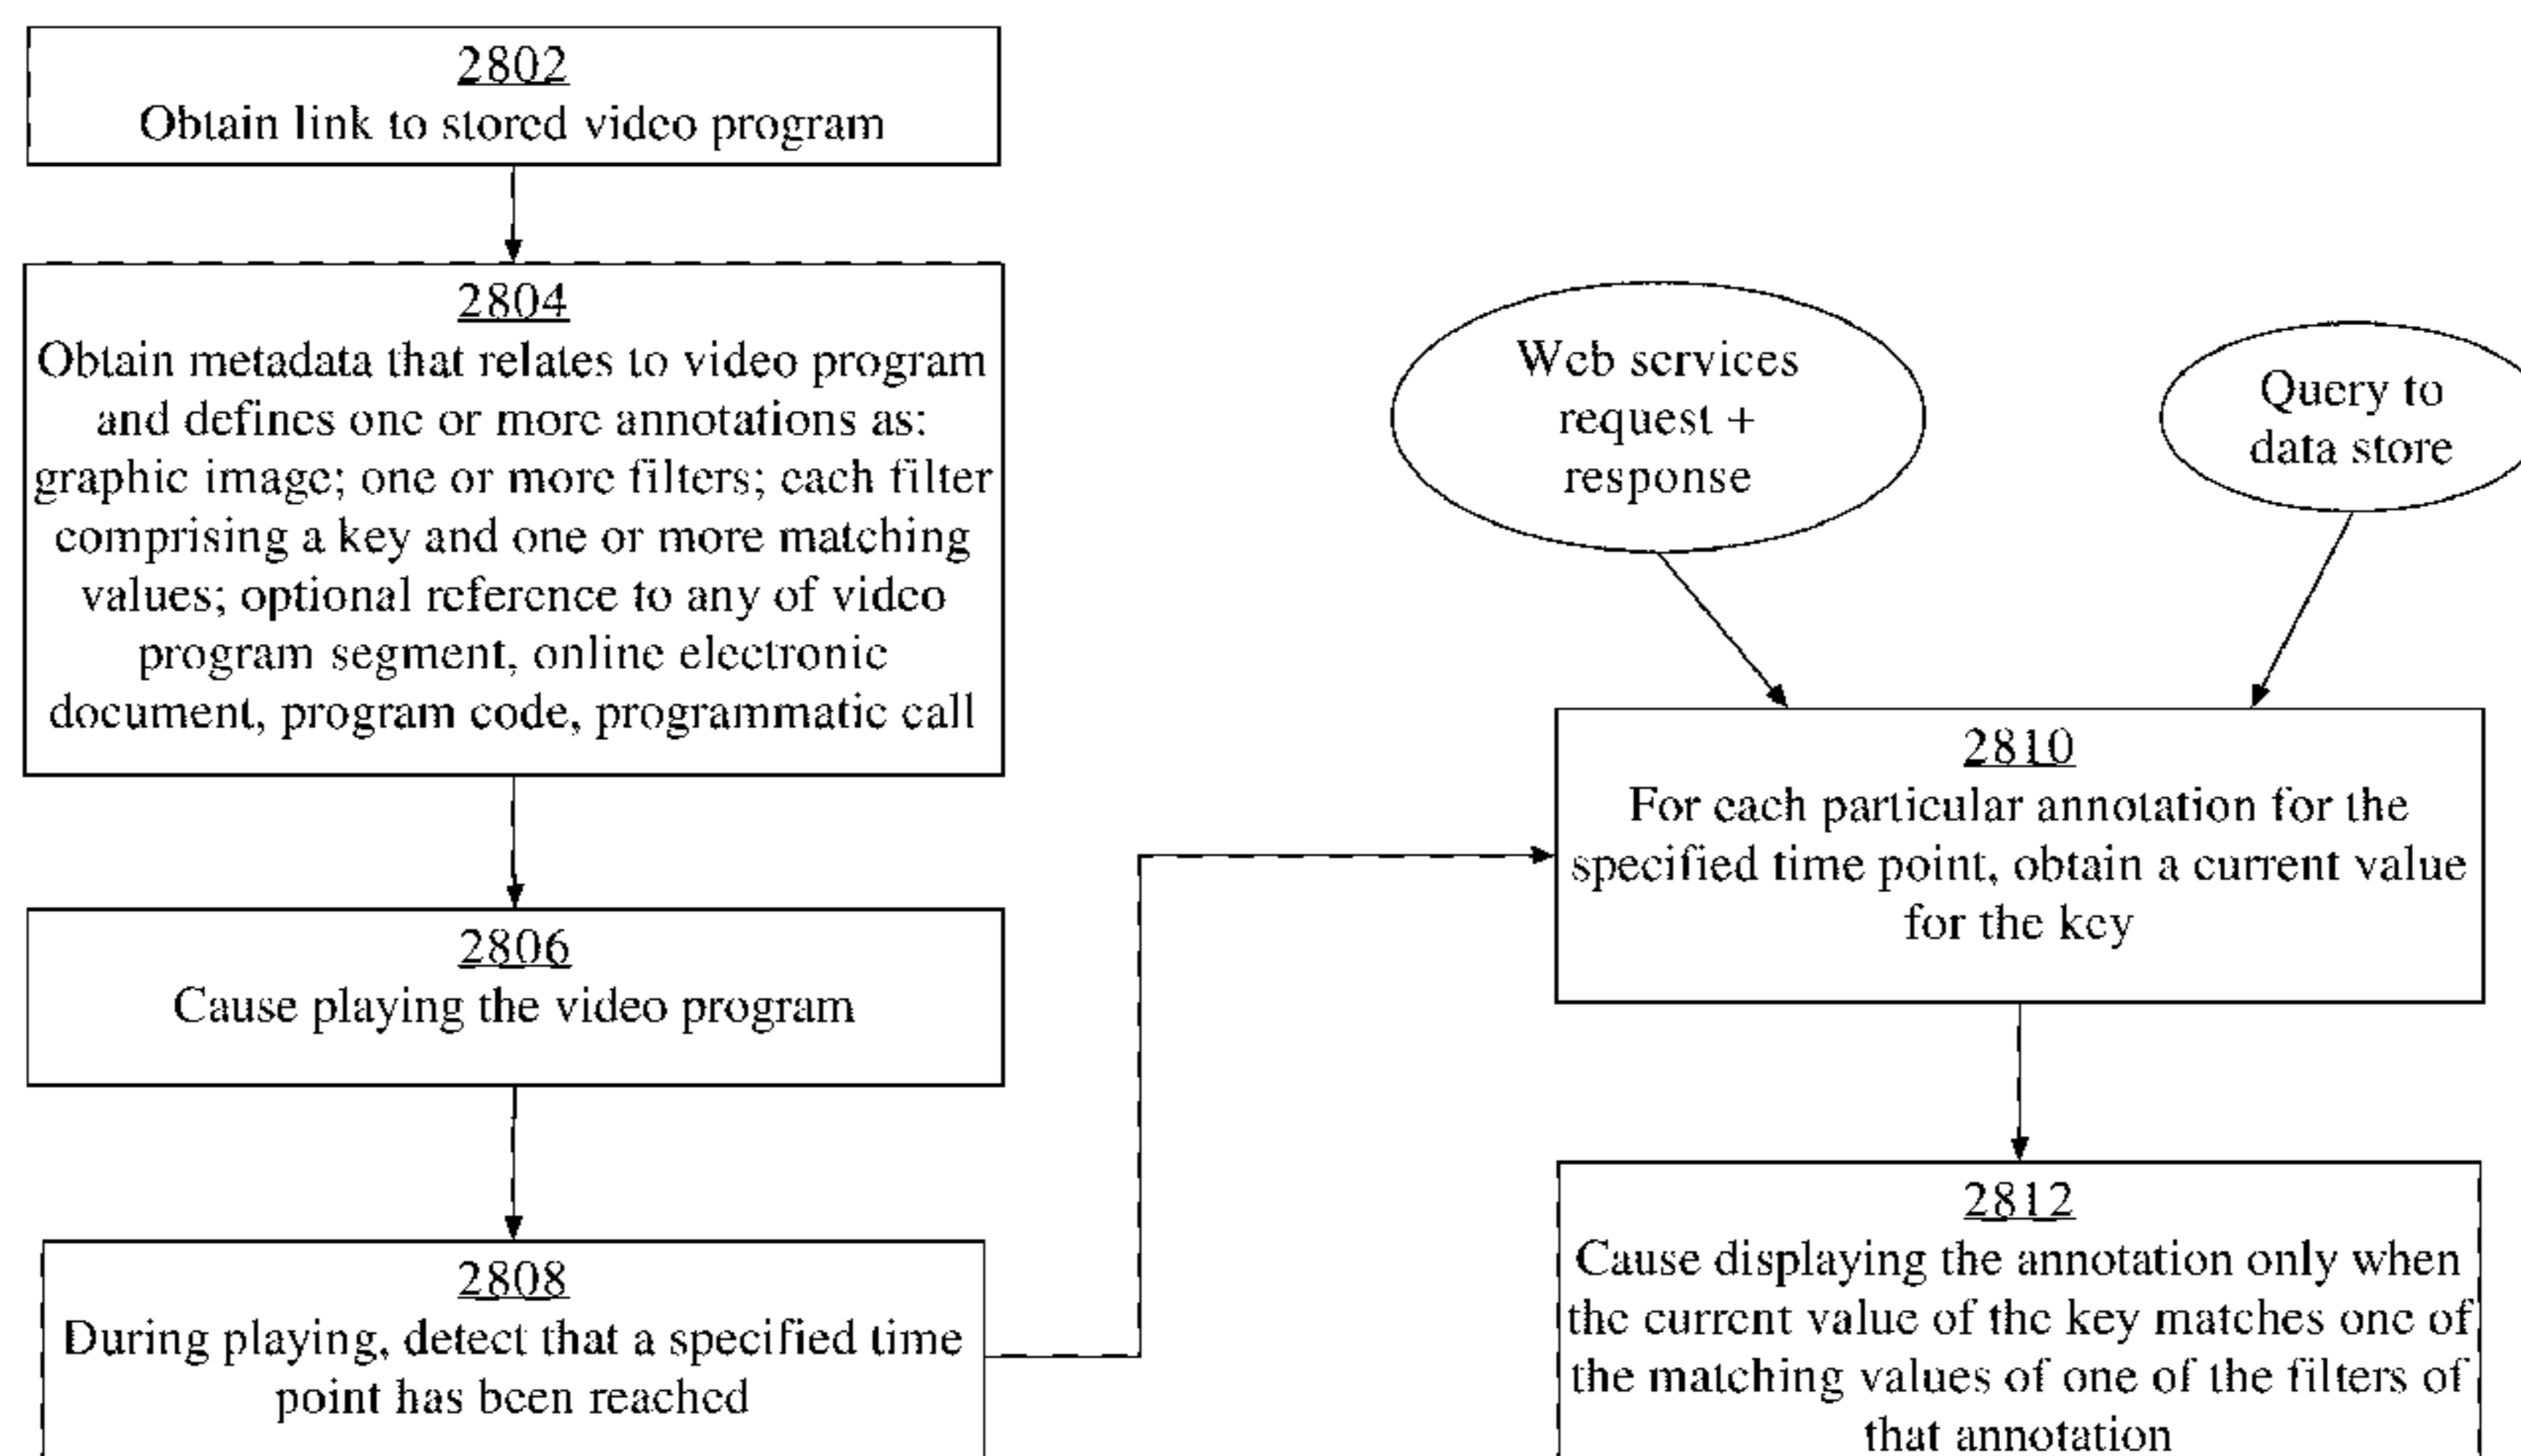 2802
Obtain link to stored video program
2804
Obtain metadata that relates to video program
and defines one or more annotations as:
graphic image; one or more filters; each filter
comprising a key and one or more matching
values; optional reference to any of video
program segment, online electronic
document, program code, programmatic call
2806
Cause playing the video program
2808
During playing, detect that a specified time
point has been reached
Web services
request +
response
Query to
data store
2810
For each particular annotation for the
specified time point, obtain a current value
for the key
2812
Cause displaying the annotation only when
the current value of the key matches one of
the matching values of one of the filters of
that annotation